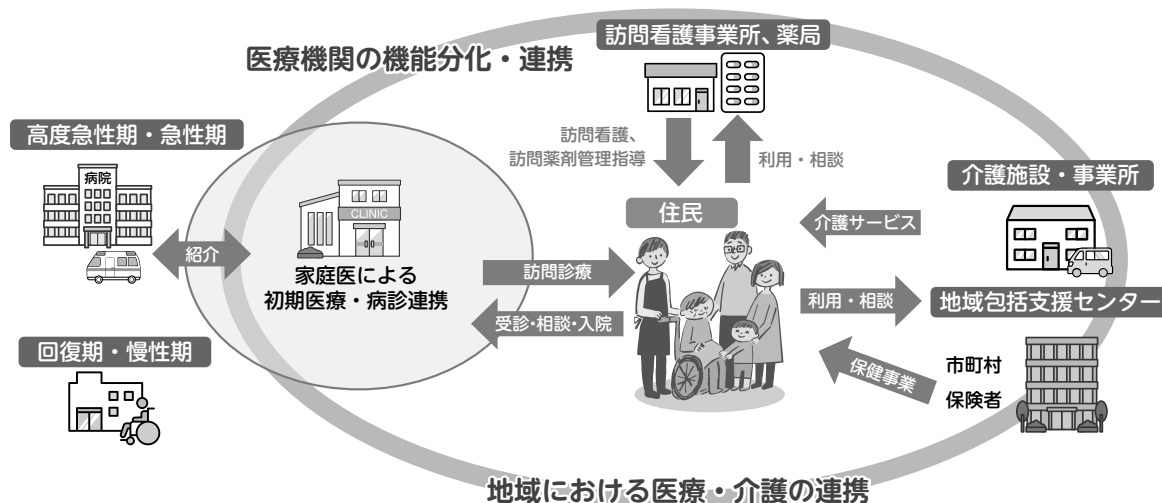 医療機関の機能分化・連携
訪問看護事業所、薬局
高度急性期・急性期
病院
紹介
CLINIC
家庭医による
初期医療・病診連携
回復期・慢性期
訪問看護、
訪問薬剤管理指導
利用・相談
住民
訪問診療
受診・相談・入院
介護施設・事業所
介護サービス
利用・相談
地域包括支援センター
保健事業
市町村
保険者
地域における医療・介護の連携